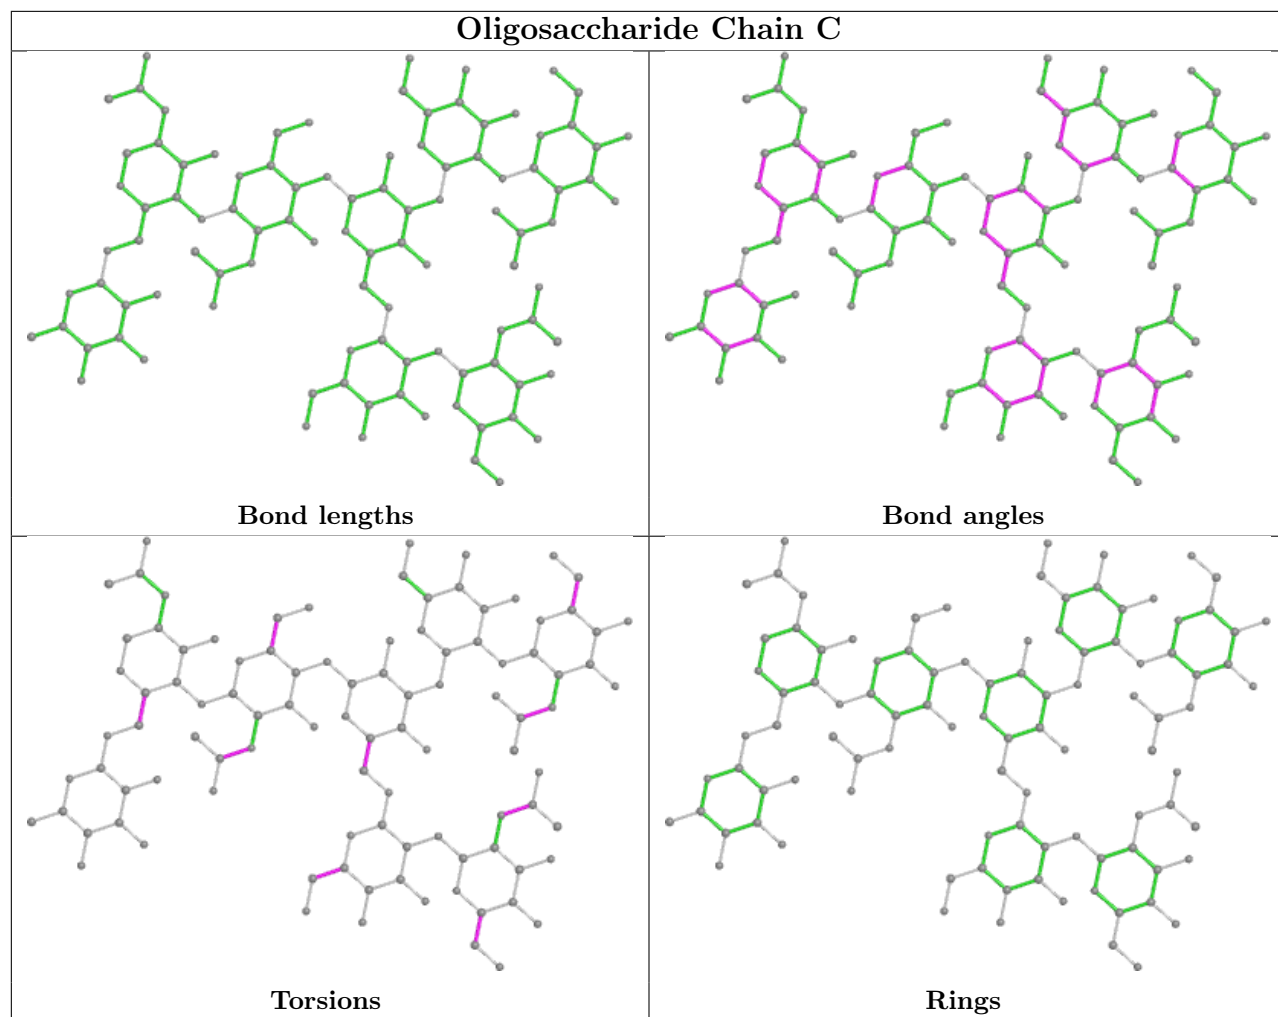 Oligosaccharide Chain C
Bond lengths
Bond angles
Torsions
Rings